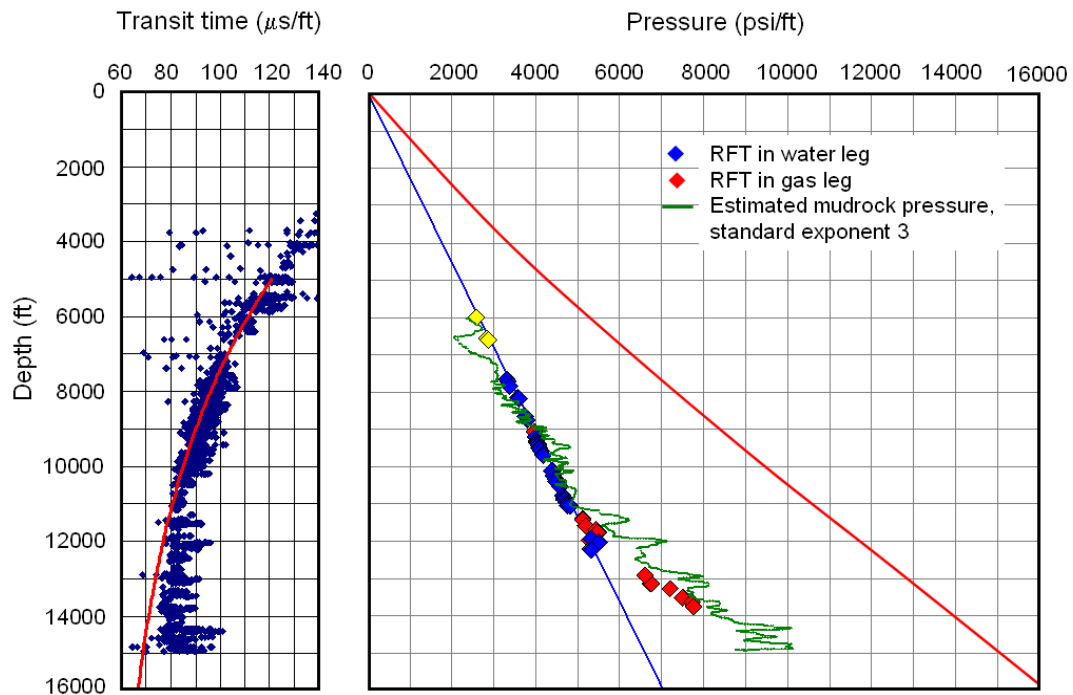 Transit time (μs/ft)
Pressure (psi/ft)
60 80 100 120 140
0 2000 4000 6000 8000 10000 12000 14000 16000
0
2000
4000
6000
8000
10000
12000
14000
16000
Depth (ft)
RFT in water leg
RFT in gas leg
Estimated mudrock pressure,
standard exponent 3